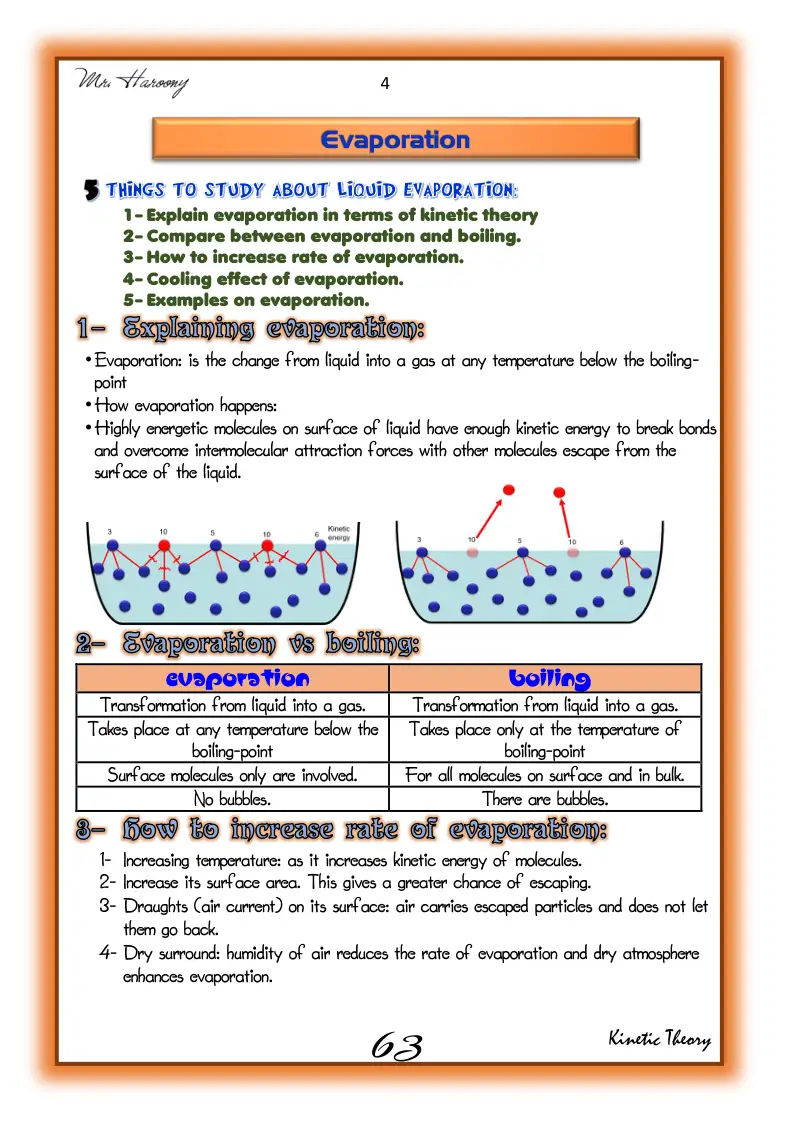 Mr. Haroony
4
Evaporation
5 THINGS TO STUDY ABOUT LIQUID EVAPORATION:
1- Explain evaporation in terms of kinetic theory
2- Compare between evaporation and boiling.
3- How to increase rate of evaporation.
4- Cooling effect of evaporation.
5- Examples on evaporation.
1- Explaining evaporation:
•Evaporation: is the change from liquid into a gas at any temperature below the boiling-
point
•How evaporation happens:
•Highly energetic molecules on surface of liquid have enough kinetic energy to break bonds
and overcome intermolecular attraction forces with other molecules escape from the
surface of the liquid.
3 10 5 10 6 Kinetic
energy
3 10 5 10 6
2- Evaporation vs boiling:
evaporation boiling
Transformation from liquid into a gas. Transformation from liquid into a gas.
Takes place at any temperature below the Takes place only at the temperature of
boiling-point boiling-point
Surface molecules only are involved. For all molecules on surface and in bulk.
No bubbles. There are bubbles.
3- How to increase rate of evaporation:
1- Increasing temperature: as it increases kinetic energy of molecules.
2- Increase its surface area. This gives a greater chance of escaping.
3- Draughts (air current) on its surface: air carries escaped particles and does not let
them go back.
4- Dry surround: humidity of air reduces the rate of evaporation and dry atmosphere
enhances evaporation.
63
Kinetic Theory